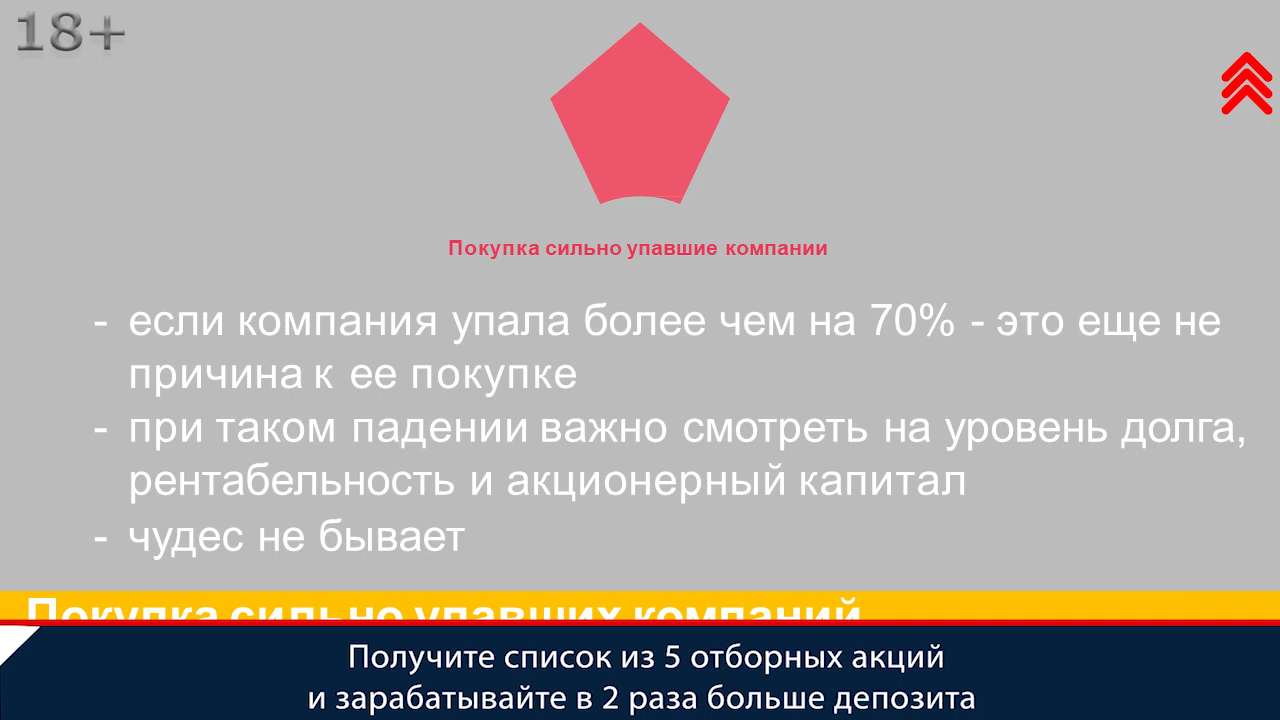 18+
Покупка сильно упавшие компании
- если компания упала более чем на 70% - это еще не
причина к ее покупке
- при таком падении важно смотреть на уровень долга,
рентабельность и акционерный капитал
- чудес не бывает
Покупка сильно упавших компаний
Получите список из 5 отборных акций
и зарабатывайте в 2 раза больше депозита